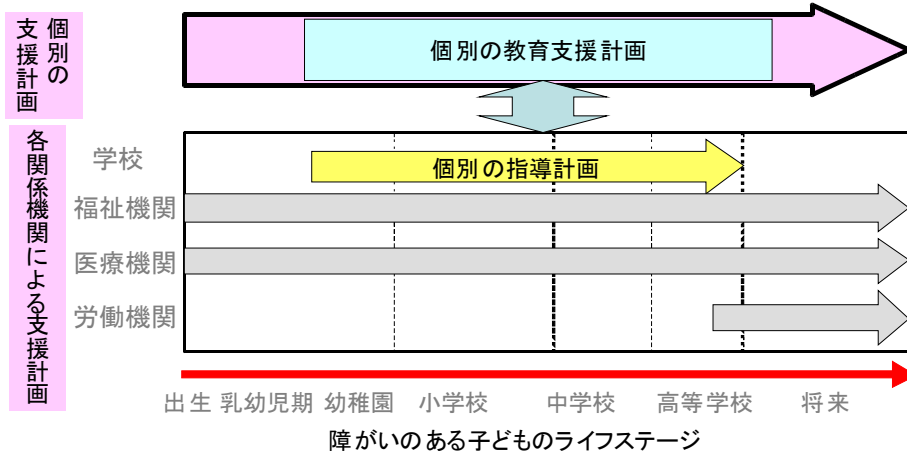 個別の
支援計画
個別の教育支援計画
各関係機関による支援計画
学校
個別の指導計画
福祉機関
医療機関
労働機関
出生 乳幼児期 幼稚園 小学校 中学校 高等学校 将来
障がいのある子どものライフステージ